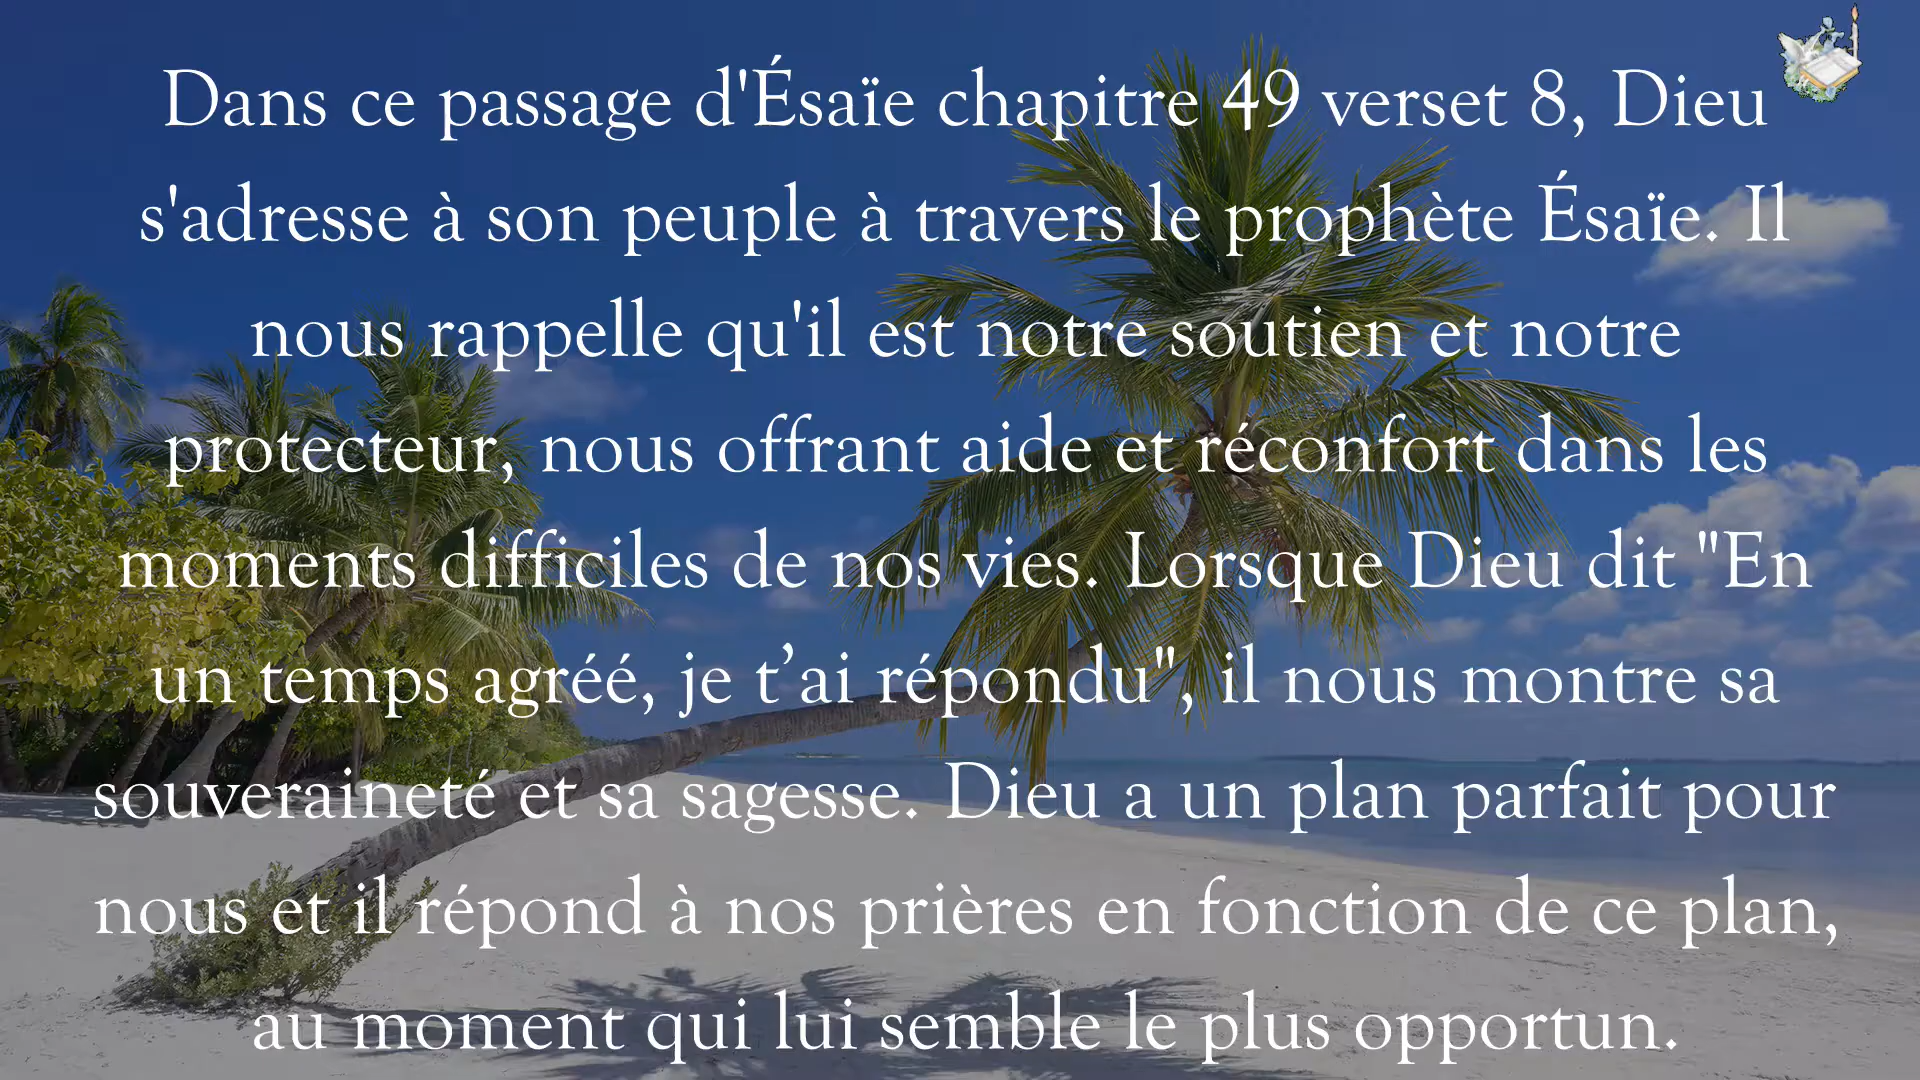 Dans ce passage d'Ésaïe chapitre 49 verset 8, Dieu
s'adresse à son peuple à travers le prophète Ésaïe. Il
nous rappelle qu'il est notre soutien et notre
protecteur, nous offrant aide et réconfort dans les
moments difficiles de nos vies. Lorsque Dieu dit "En
un temps agréé, je t’ai répondu", il nous montre sa
souveraineté et sa sagesse. Dieu a un plan parfait pour
nous et il répond à nos prières en fonction de ce plan,
au moment qui lui semble le plus opportun.